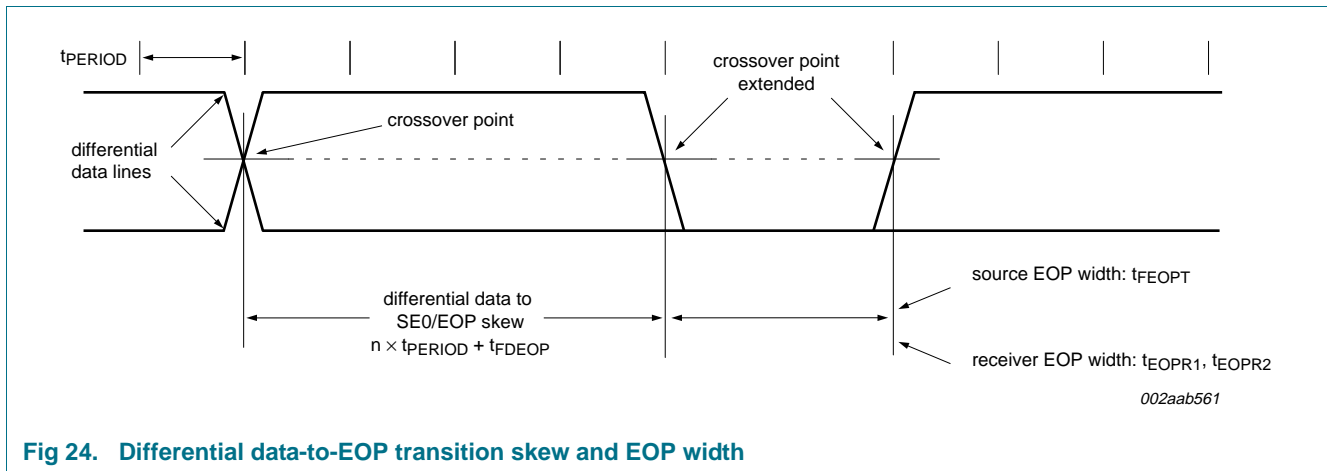 tPERIOD
crossover point
extended
crossover point
differential
data lines
source EOP width: tFEOPT
differential data to
SE0/EOP skew
n × tPERIOD + tFDEOP
receiver EOP width: tEOPR1, tEOPR2
002aab561
Fig 24. Differential data-to-EOP transition skew and EOP width